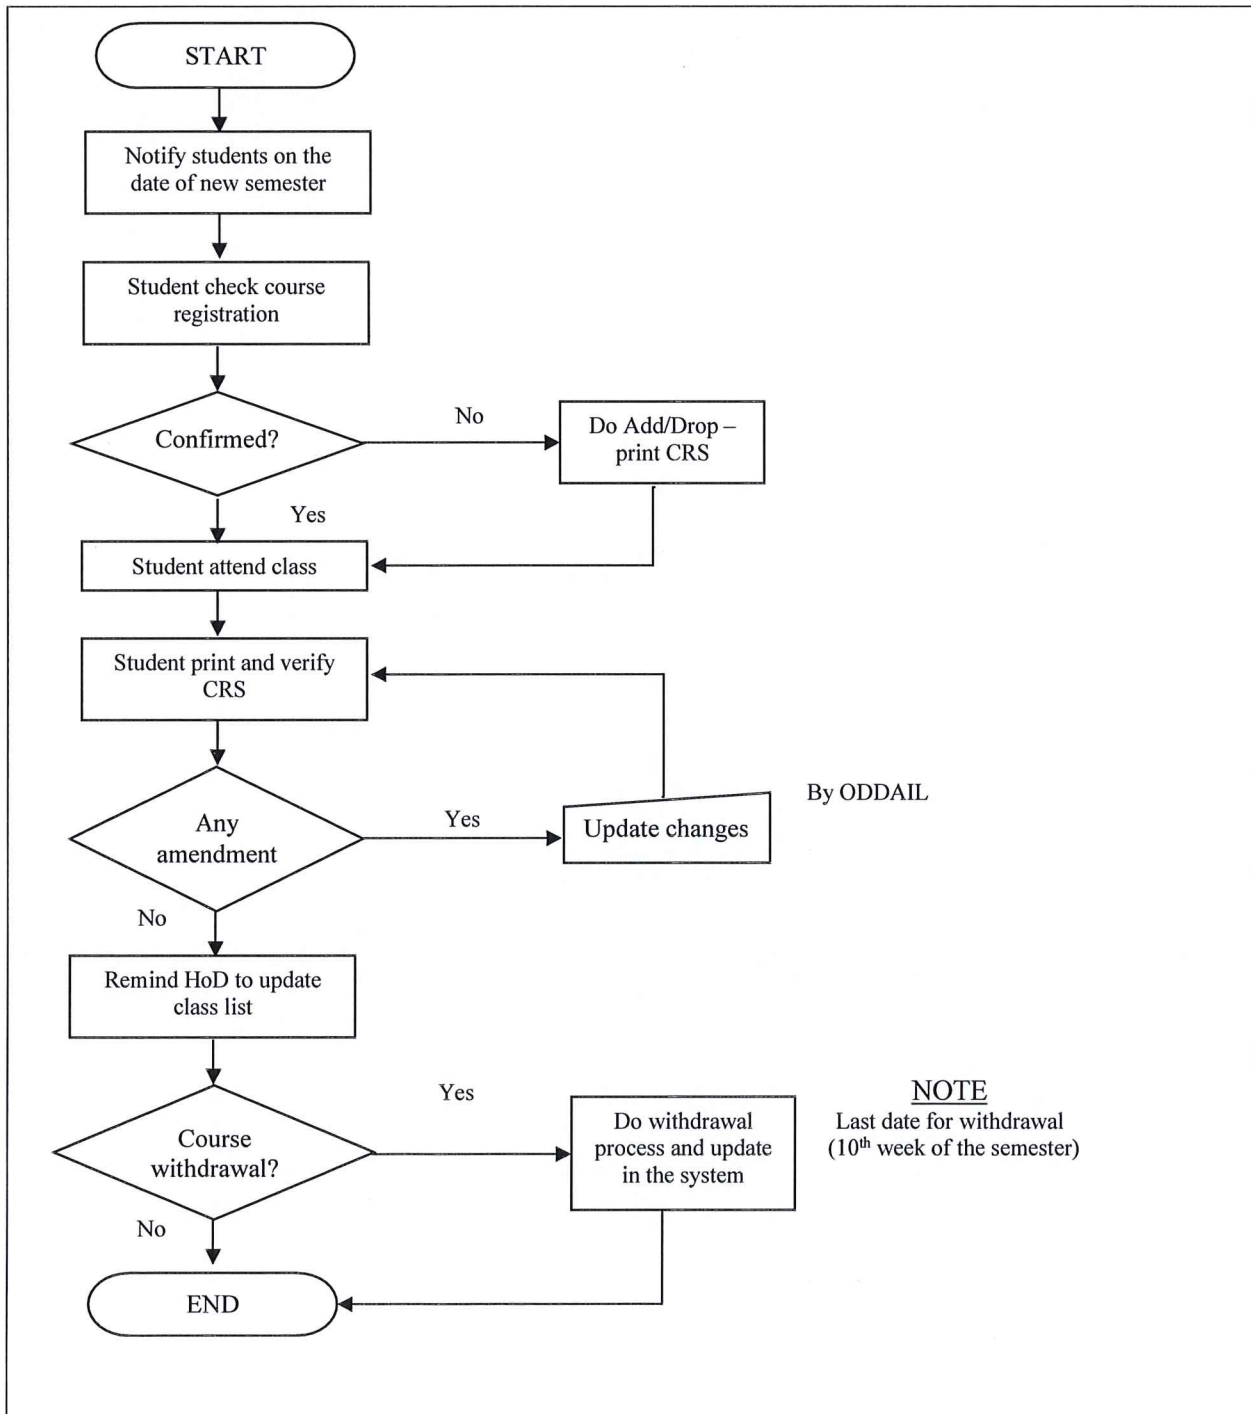 START
Notify students on the
date of new semester
Student check course
registration
Confirmed?
No
Do Add/Drop –
print CRS
Yes
Student attend class
Student print and verify
CRS
Any
amendment
Yes
Update changes
By ODDAIL
No
Remind HoD to update
class list
Course
withdrawal?
Yes
Do withdrawal
process and update
in the system
NOTE
Last date for withdrawal
(10th week of the semester)
No
END